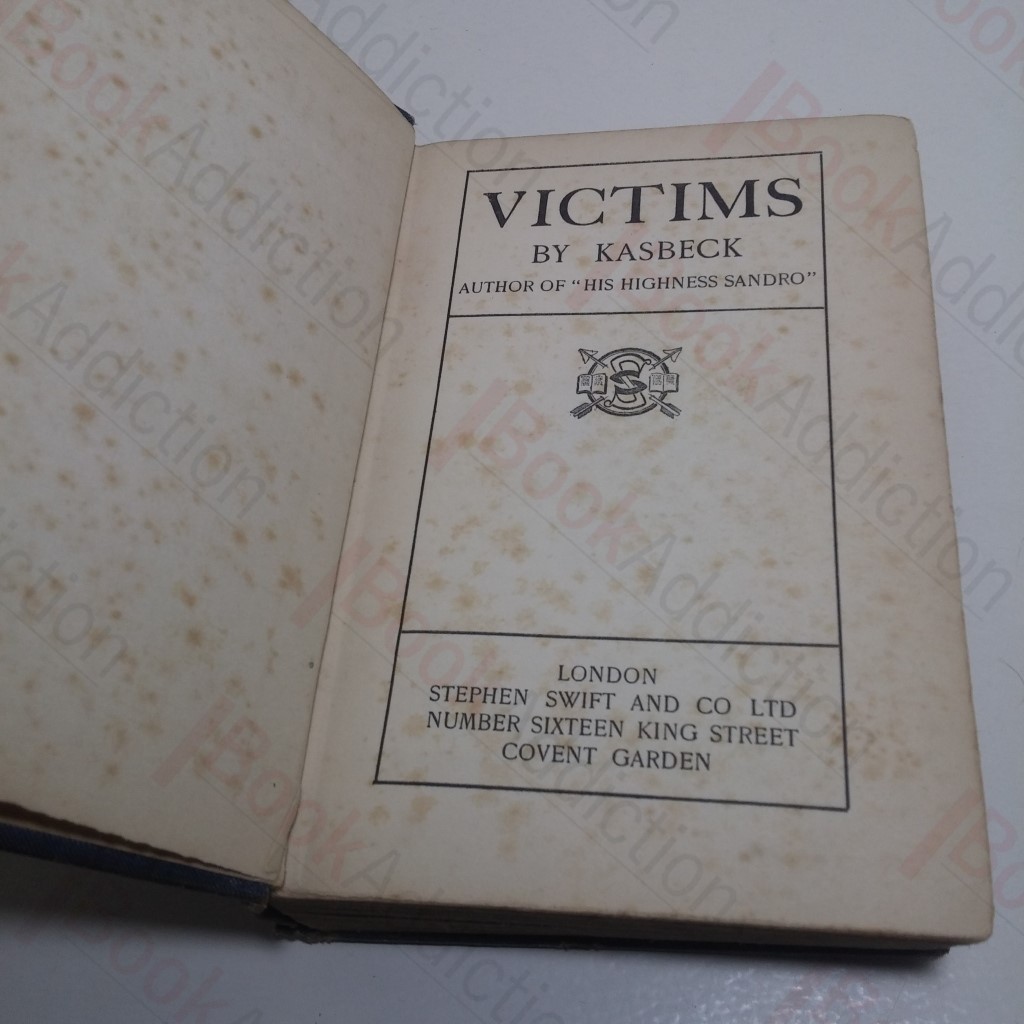 VICTIMS
BY KASBECK
AUTHOR OF "HIS HIGHNESS SANDRO"
S
LONDON
STEPHEN SWIFT AND CO LTD
NUMBER SIXTEEN KING STREET
COVENT GARDEN
BookAddiction